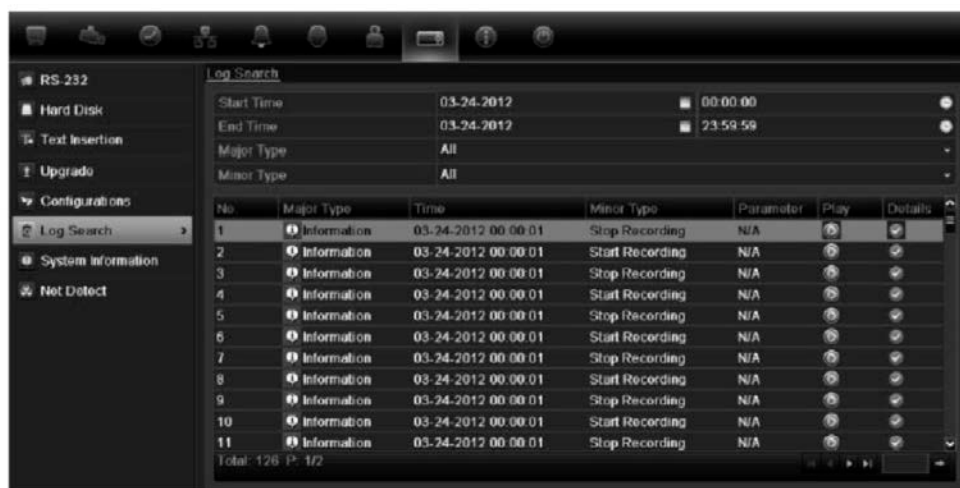 RS-232
Hard Disk
Text Insertion
Upgrade
Configurations
Log Search
System Information
Net Detect
Log Search
Start Time 03-24-2012 00:00:00
End Time 03-24-2012 23:59:59
Major Type All
Minor Type All
No. Major Type Time Minor Type Parameter Play Details
1 Information 03-24-2012 00:00:01 Stop Recording N/A
2 Information 03-24-2012 00:00:01 Start Recording N/A
3 Information 03-24-2012 00:00:01 Stop Recording N/A
4 Information 03-24-2012 00:00:01 Start Recording N/A
5 Information 03-24-2012 00:00:01 Stop Recording N/A
6 Information 03-24-2012 00:00:01 Start Recording N/A
7 Information 03-24-2012 00:00:01 Stop Recording N/A
8 Information 03-24-2012 00:00:01 Start Recording N/A
9 Information 03-24-2012 00:00:01 Stop Recording N/A
10 Information 03-24-2012 00:00:01 Start Recording N/A
11 Information 03-24-2012 00:00:01 Stop Recording N/A
Total: 126 P: 1/2